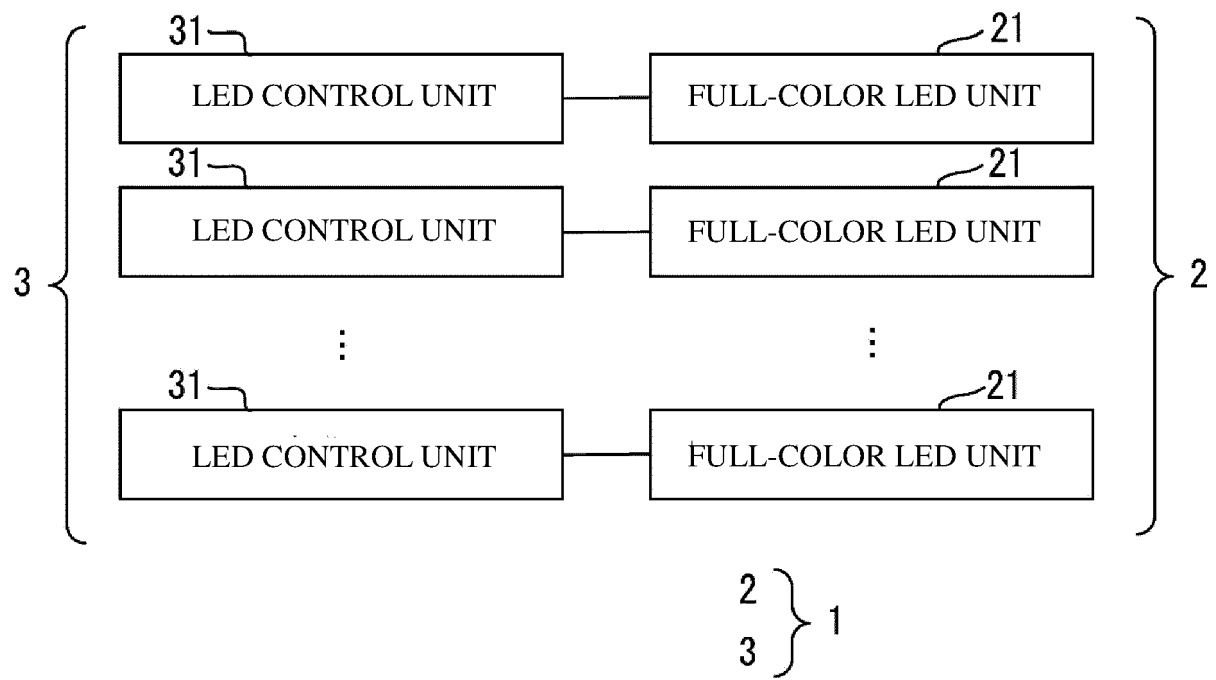 31 21
LED CONTROL UNIT FULL-COLOR LED UNIT
31 21
LED CONTROL UNIT FULL-COLOR LED UNIT
3 2
⋮ ⋮
31 21
LED CONTROL UNIT FULL-COLOR LED UNIT
2
1
3